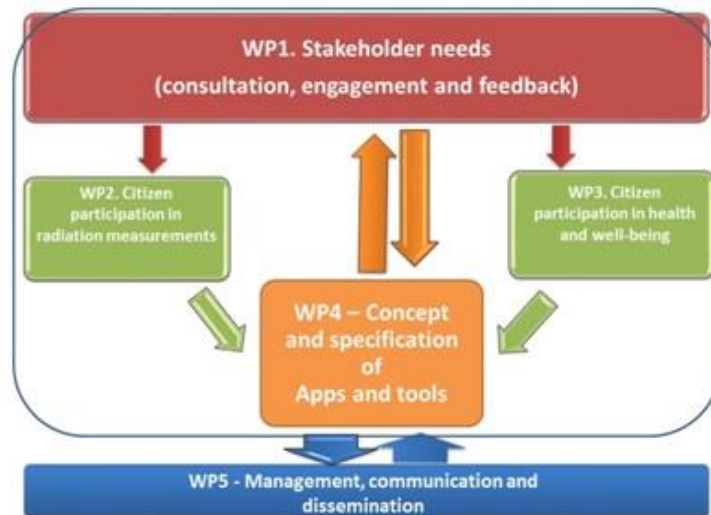 WP1. Stakeholder needs
(consultation, engagement and feedback)
WP2. Citizen
participation in
radiation measurements
WP3. Citizen
participation in health
and well-being
WP4 – Concept
and specification
of
Apps and tools
WP5 - Management, communication and
dissemination